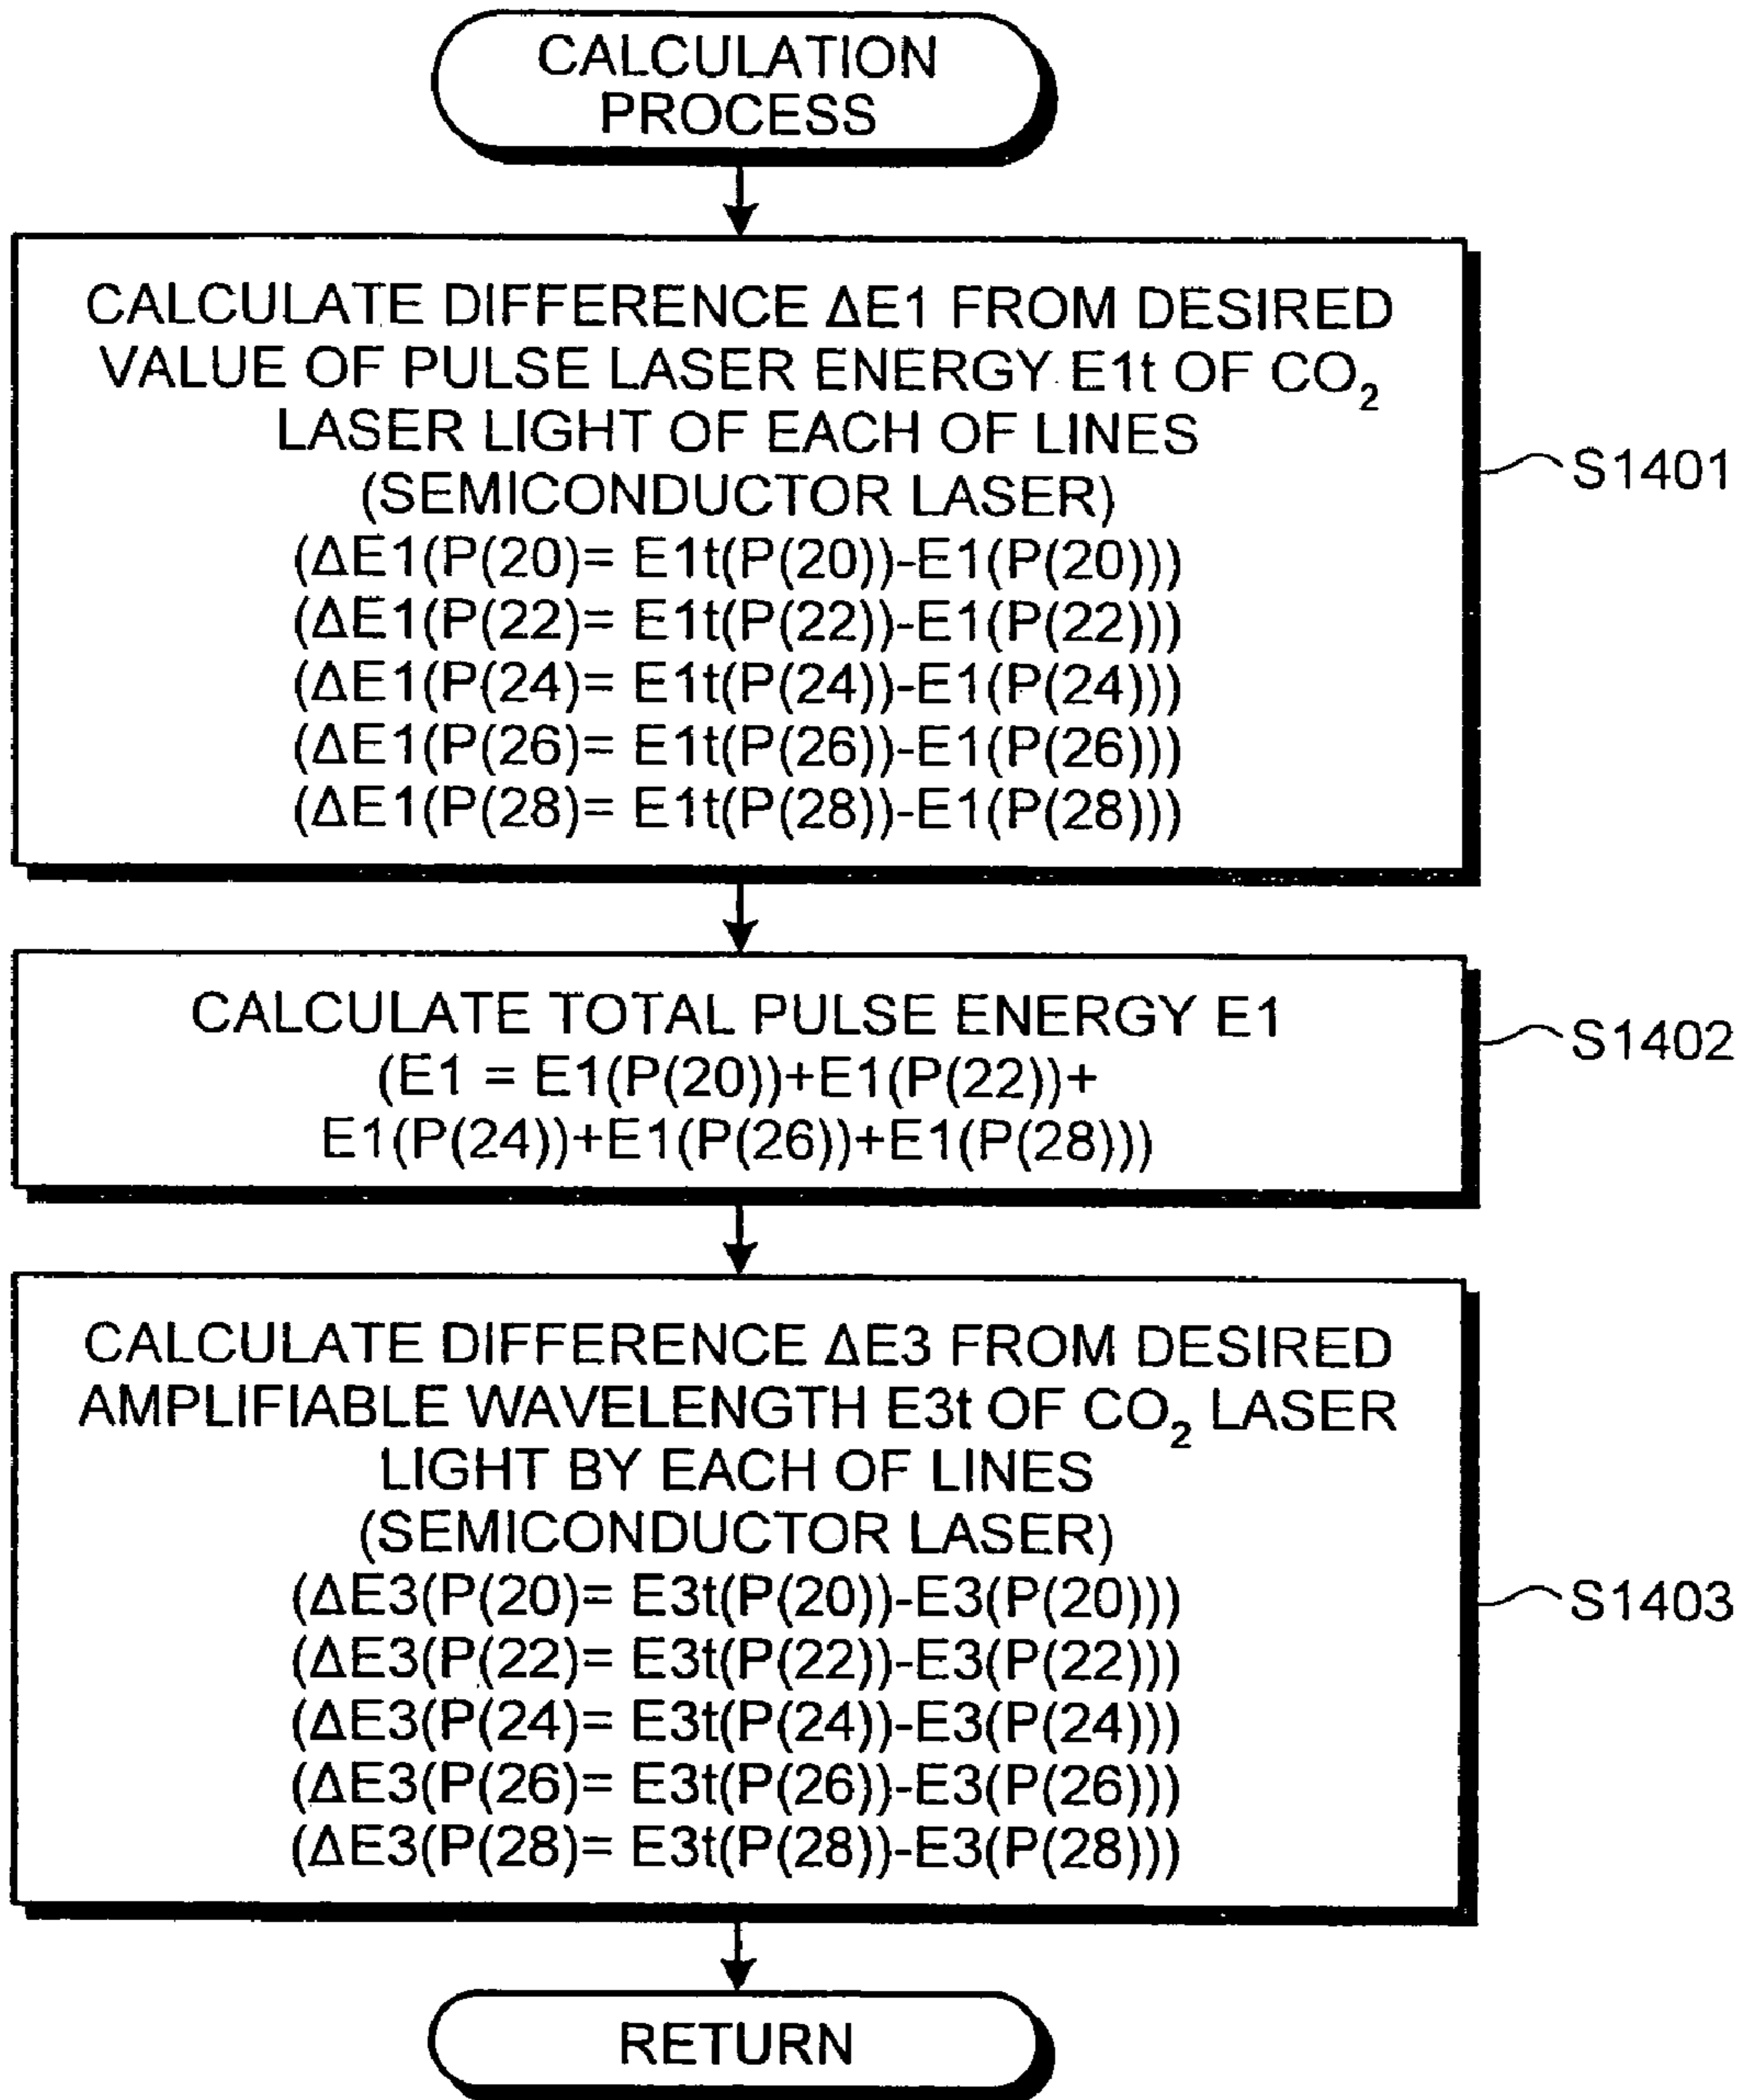 CALCULATION
PROCESS
CALCULATE DIFFERENCE ΔE1 FROM DESIRED
VALUE OF PULSE LASER ENERGY E1t OF CO₂
LASER LIGHT OF EACH OF LINES
(SEMICONDUCTOR LASER)
(ΔE1(P(20)= E1t(P(20))-E1(P(20)))
(ΔE1(P(22)= E1t(P(22))-E1(P(22)))
(ΔE1(P(24)= E1t(P(24))-E1(P(24)))
(ΔE1(P(26)= E1t(P(26))-E1(P(26)))
(ΔE1(P(28)= E1t(P(28))-E1(P(28)))
S1401
CALCULATE TOTAL PULSE ENERGY E1
(E1 = E1(P(20))+E1(P(22))+
E1(P(24))+E1(P(26))+E1(P(28)))
S1402
CALCULATE DIFFERENCE ΔE3 FROM DESIRED
AMPLIFIABLE WAVELENGTH E3t OF CO₂ LASER
LIGHT BY EACH OF LINES
(SEMICONDUCTOR LASER)
(ΔE3(P(20)= E3t(P(20))-E3(P(20)))
(ΔE3(P(22)= E3t(P(22))-E3(P(22)))
(ΔE3(P(24)= E3t(P(24))-E3(P(24)))
(ΔE3(P(26)= E3t(P(26))-E3(P(26)))
(ΔE3(P(28)= E3t(P(28))-E3(P(28)))
S1403
RETURN